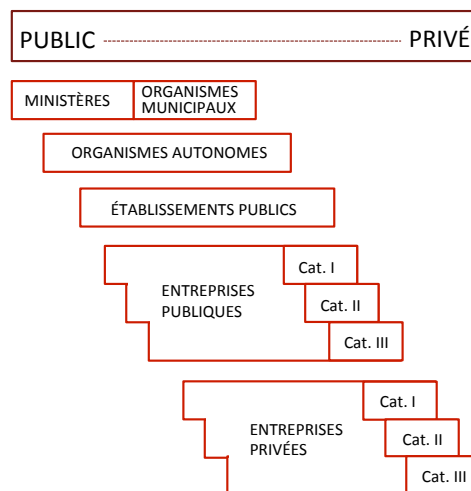 PUBLIC ---------------------------------------- PRIVÉ
MINISTÈRES
ORGANISMES
MUNICIPAUX
ORGANISMES AUTONOMES
ÉTABLISSEMENTS PUBLICS
ENTREPRISES
PUBLIQUES
Cat. I
Cat. II
Cat. III
ENTREPRISES
PRIVÉES
Cat. I
Cat. II
Cat. III